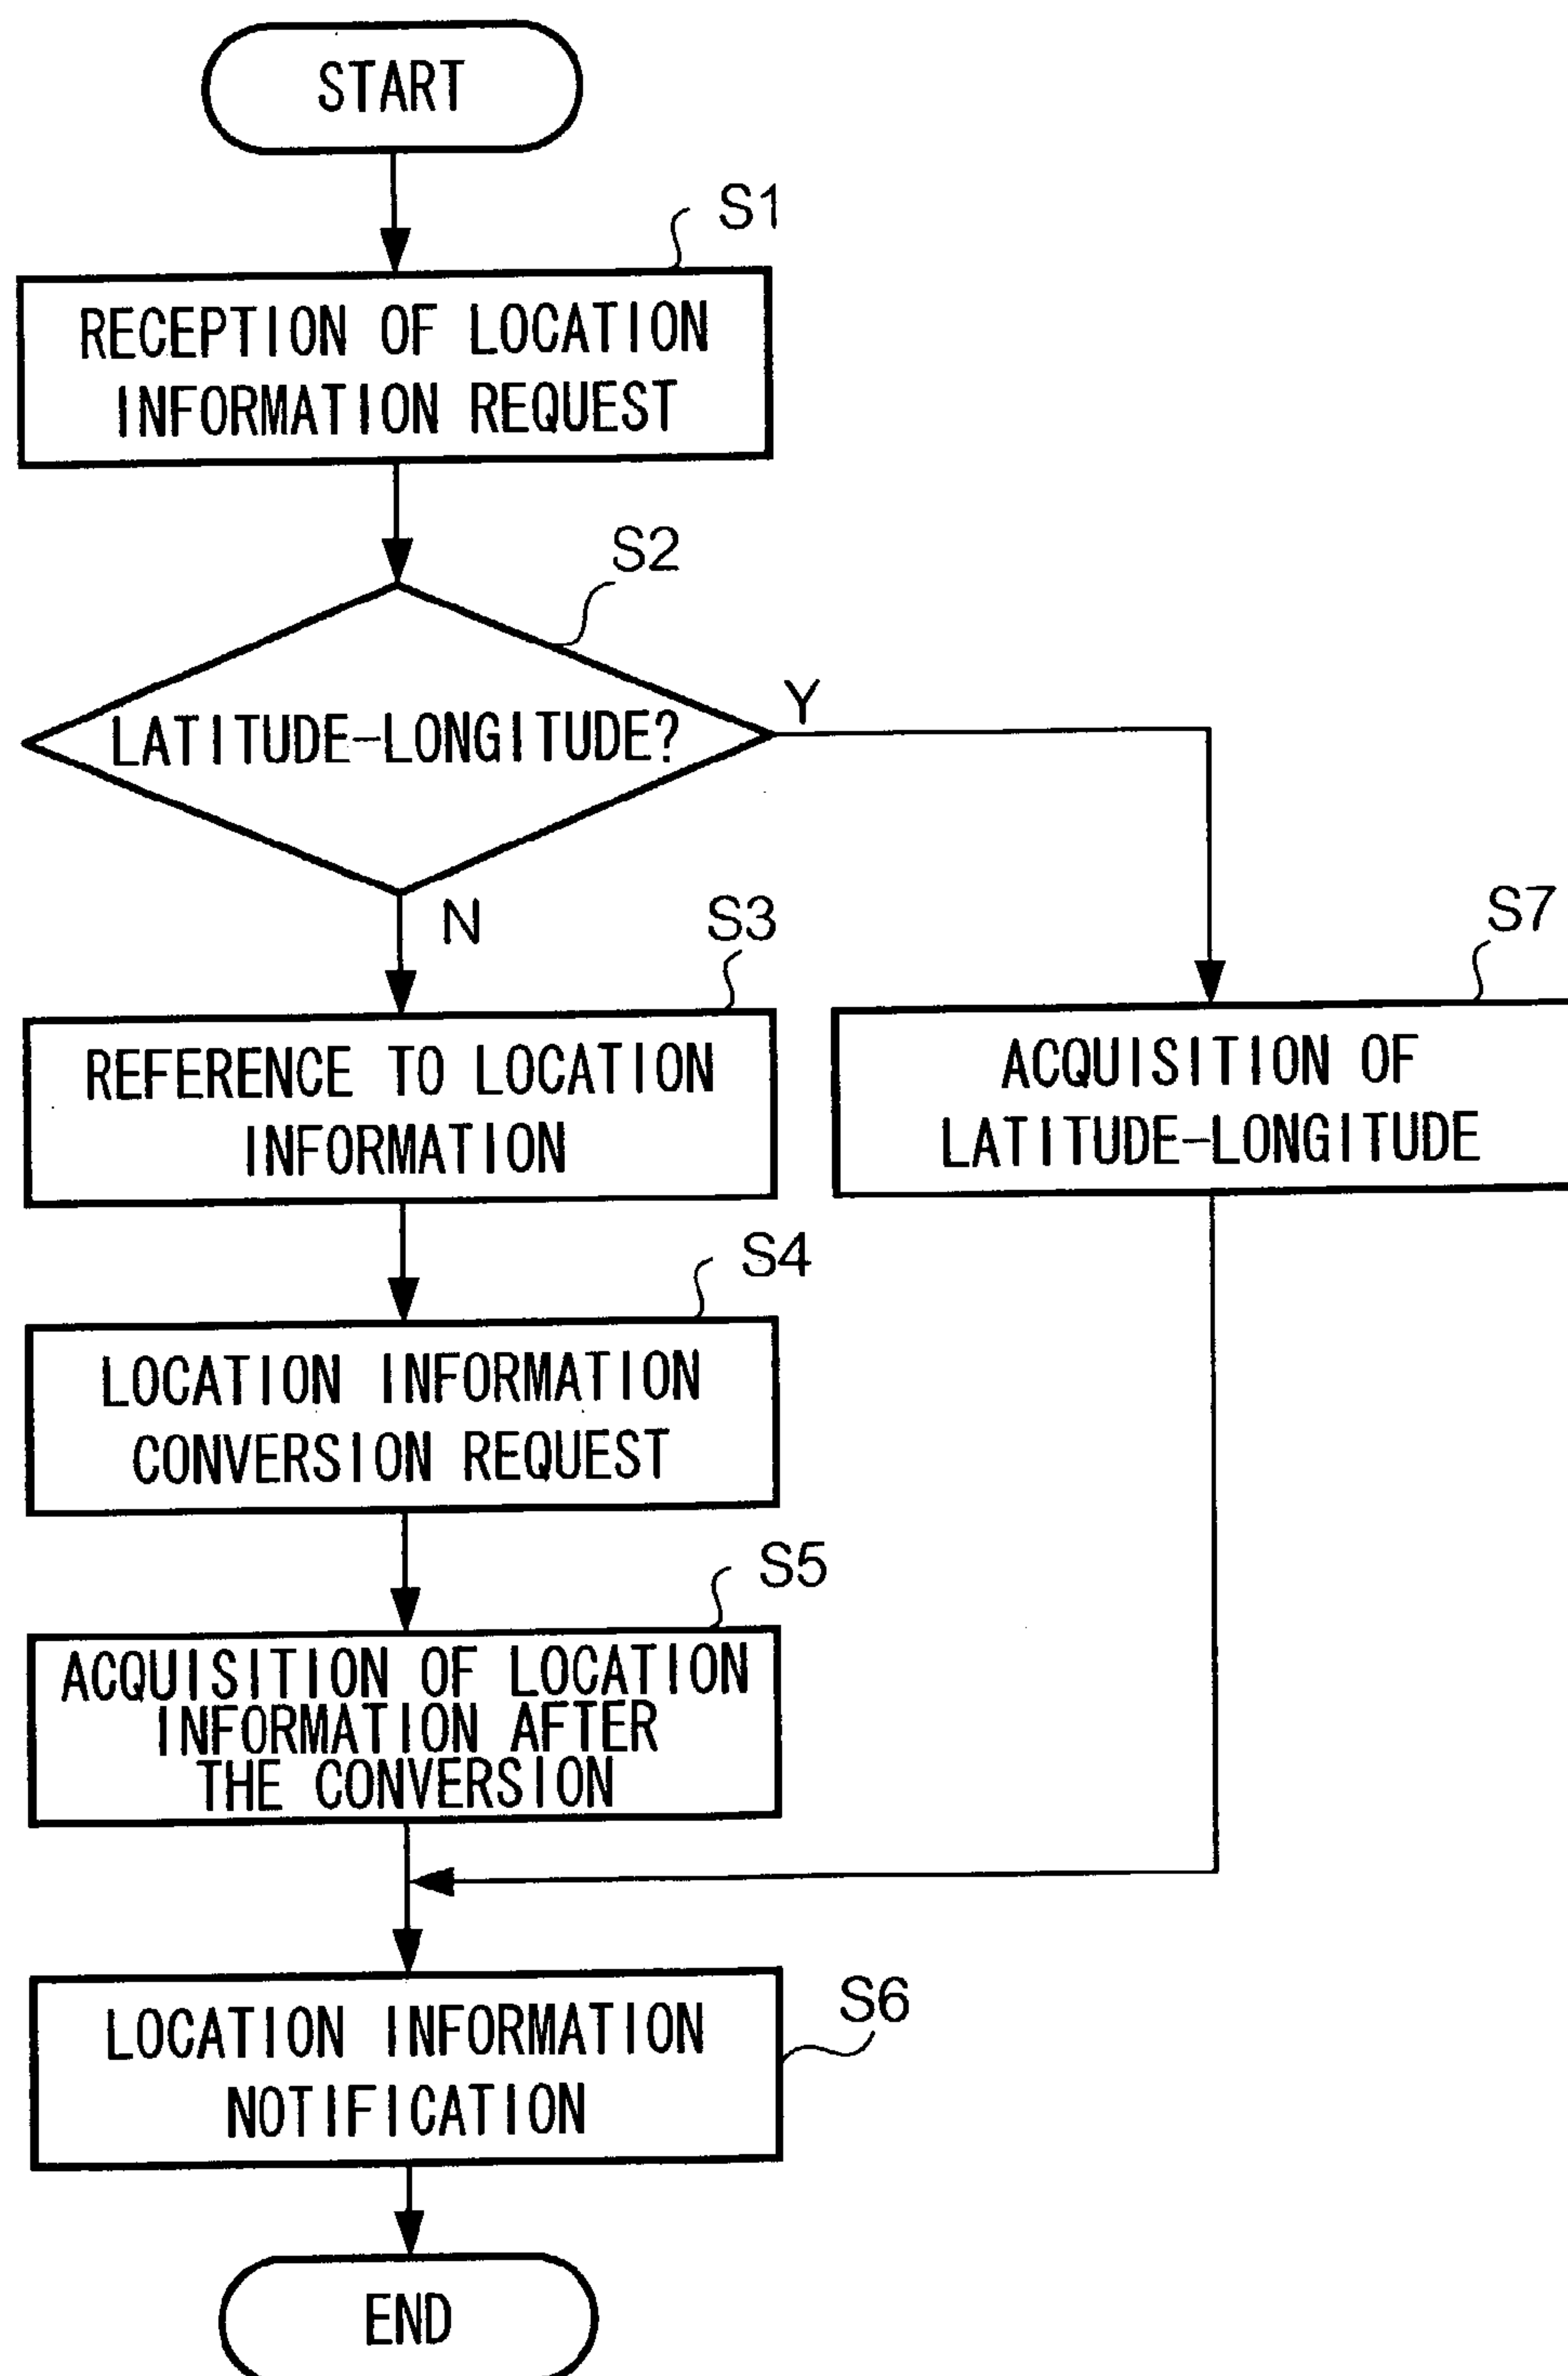 START
S1
RECEPTION OF LOCATION
INFORMATION REQUEST
S2
LATITUDE-LONGITUDE?
Y
N
S3
REFERENCE TO LOCATION
INFORMATION
S7
ACQUISITION OF
LATITUDE-LONGITUDE
S4
LOCATION INFORMATION
CONVERSION REQUEST
S5
ACQUISITION OF LOCATION
INFORMATION AFTER
THE CONVERSION
S6
LOCATION INFORMATION
NOTIFICATION
END